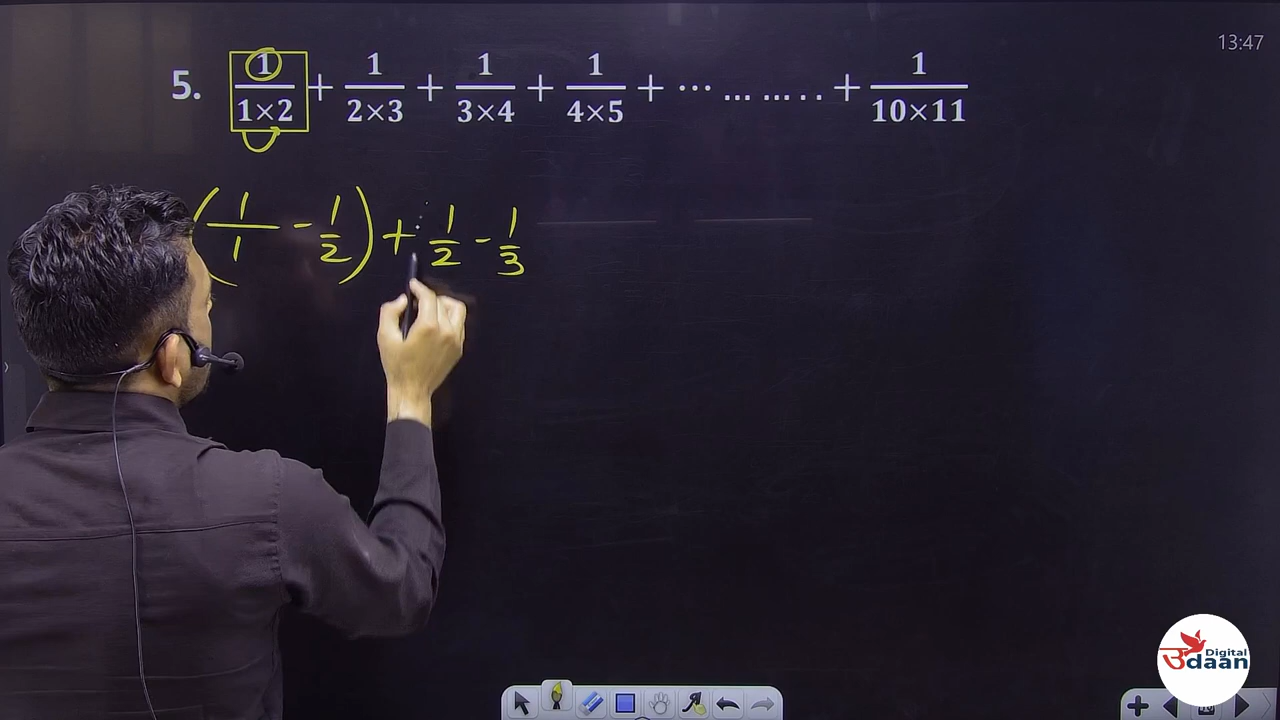 13:47
5. 1/1×2 + 1/2×3 + 1/3×4 + 1/4×5 + ⋯ … … . . + 1/10×11
(1/1 - 1/2) + 1/2 - 1/3
Digital
उdaan